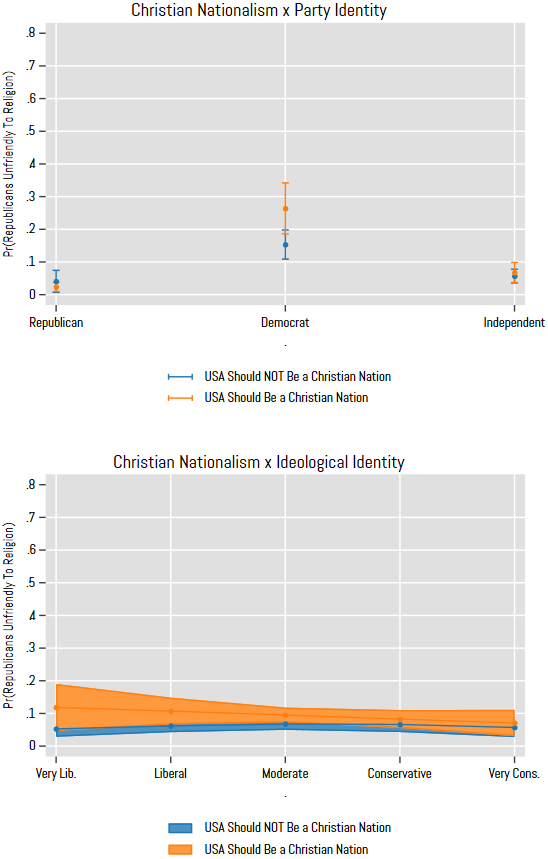 Christian Nationalism x Party Identity
Pr(Republicans Unfriendly To Religion)
.8
.7
.6
.5
.4
.3
.2
.1
0
Republican Democrat Independent
.
USA Should NOT Be a Christian Nation
USA Should Be a Christian Nation
Christian Nationalism x Ideological Identity
Pr(Republicans Unfriendly To Religion)
.8
.7
.6
.5
.4
.3
.2
.1
0
Very Lib. Liberal Moderate Conservative Very Cons.
.
USA Should NOT Be a Christian Nation
USA Should Be a Christian Nation